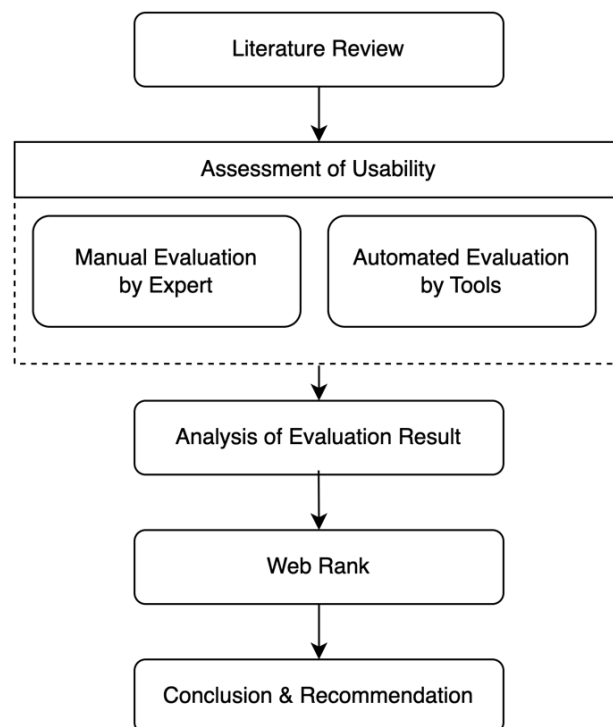 Literature Review
Assessment of Usability
Manual Evaluation
by Expert
Automated Evaluation
by Tools
Analysis of Evaluation Result
Web Rank
Conclusion & Recommendation